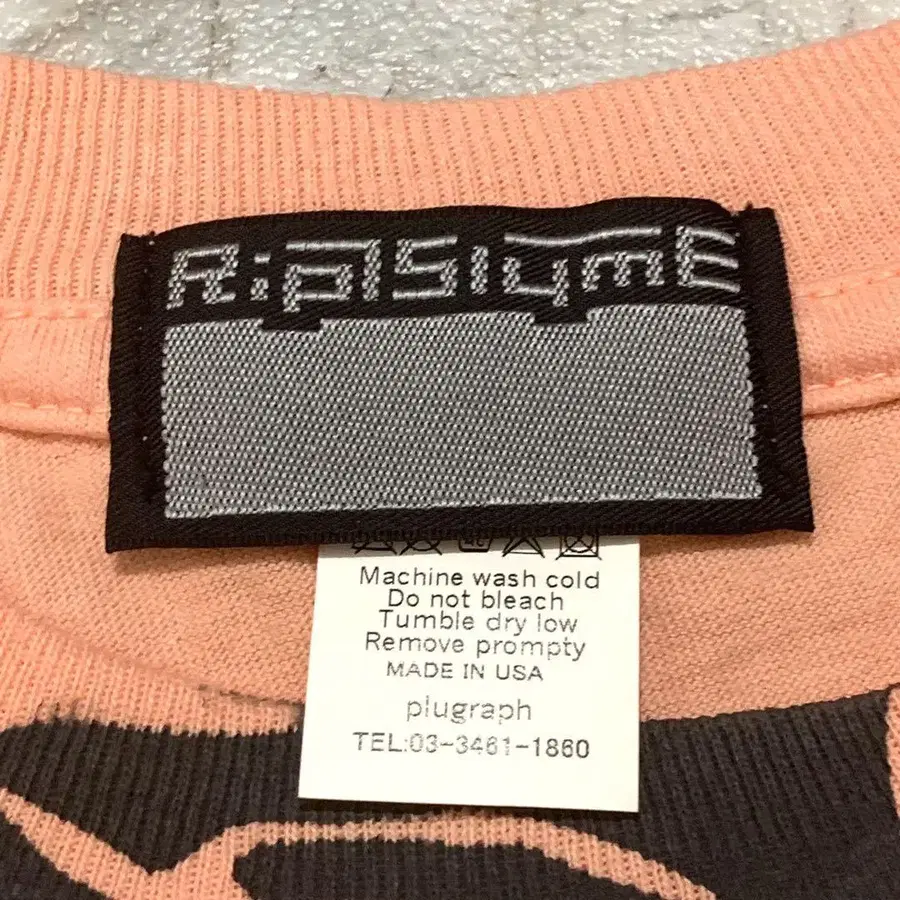 RipSlymE
Machine wash cold
Do not bleach
Tumble dry low
Remove prompty
MADE IN USA
plugraph
TEL:03-3461-1860